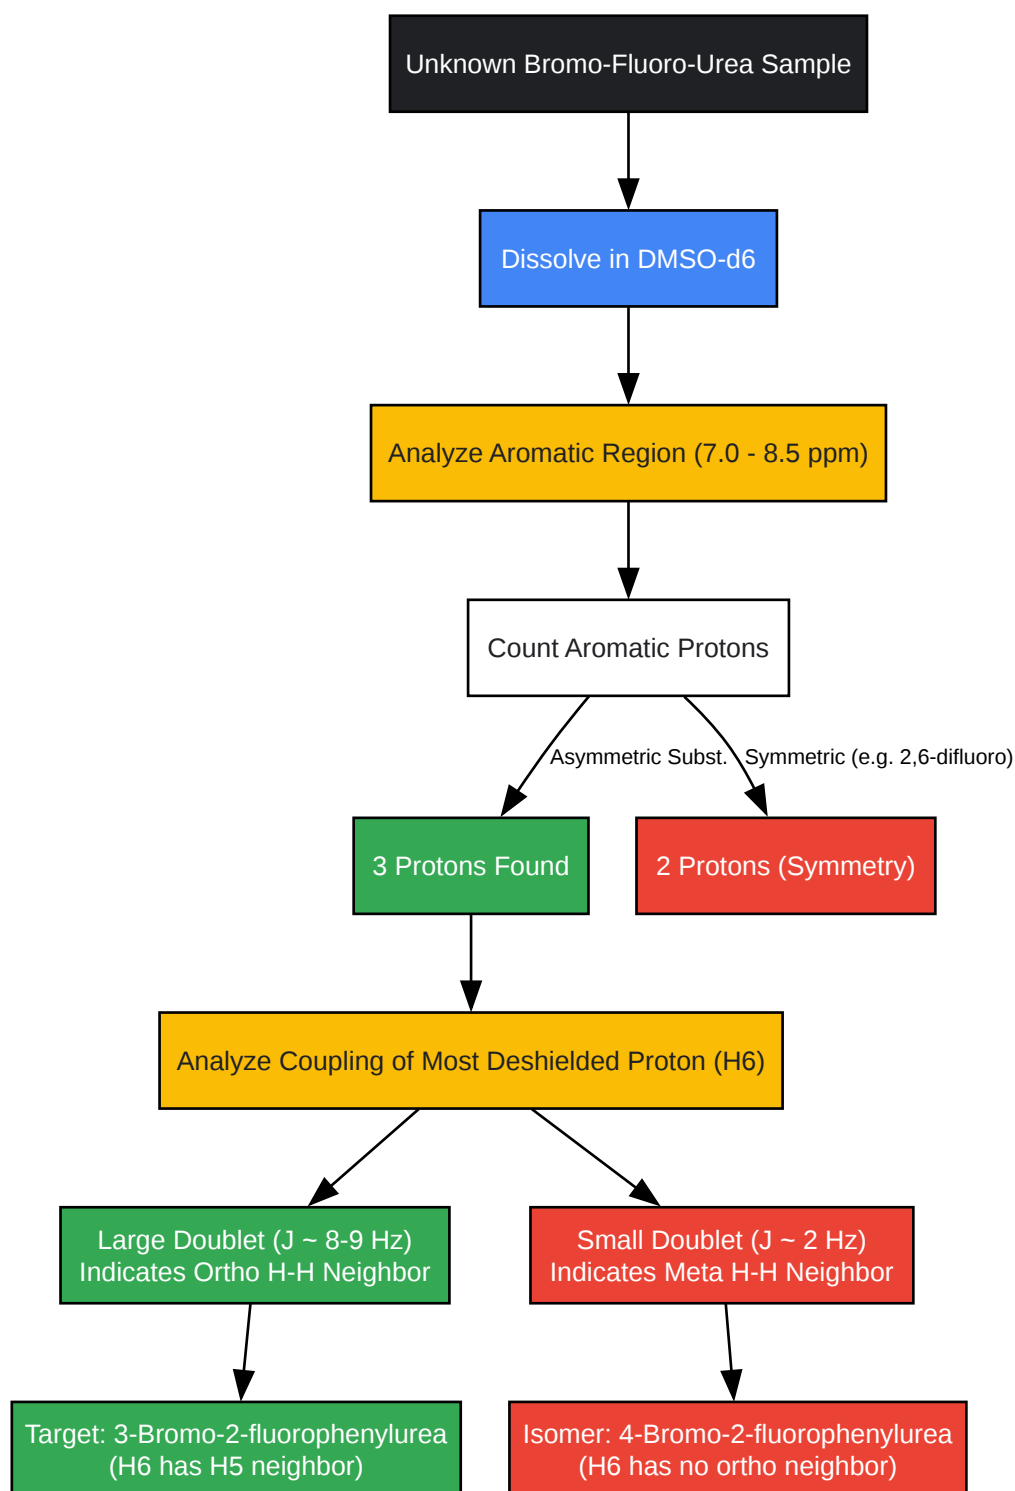 Unknown Bromo-Fluoro-Urea Sample
Dissolve in DMSO-d6
Analyze Aromatic Region (7.0 - 8.5 ppm)
Count Aromatic Protons
Asymmetric Subst.
Symmetric (e.g. 2,6-difluoro)
3 Protons Found
2 Protons (Symmetry)
Analyze Coupling of Most Deshielded Proton (H6)
Large Doublet (J ~ 8-9 Hz)
Indicates Ortho H-H Neighbor
Small Doublet (J ~ 2 Hz)
Indicates Meta H-H Neighbor
Target: 3-Bromo-2-fluorophenylurea
(H6 has H5 neighbor)
Isomer: 4-Bromo-2-fluorophenylurea
(H6 has no ortho neighbor)